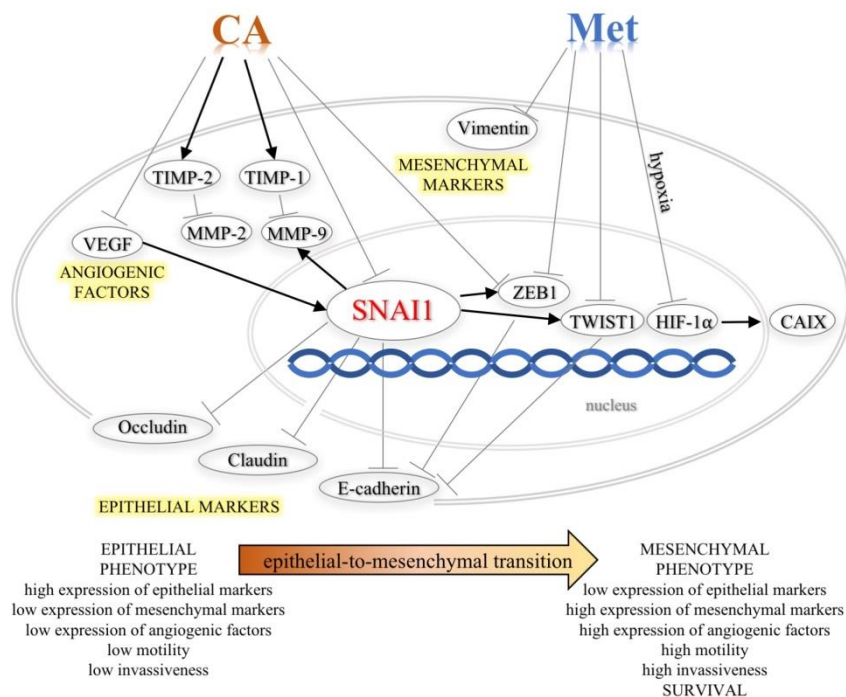 CA
Met
Vimentin
MESENCHYMAL
MARKERS
hypoxia
TIMP-2
TIMP-1
MMP-2
MMP-9
VEGF
ANGIOGENIC
FACTORS
SNAI1
ZEB1
TWIST1
HIF-1α
CAIX
nucleus
Occludin
Claudin
E-cadherin
EPITHELIAL MARKERS
epithelial-to-mesenchymal transition
EPITHELIAL
PHENOTYPE
high expression of epithelial markers
low expression of mesenchymal markers
low expression of angiogenic factors
low motility
low invassiveness
MESENCHYMAL
PHENOTYPE
low expression of epithelial markers
high expression of mesenchymal markers
high expression of angiogenic factors
high motility
high invassiveness
SURVIVAL